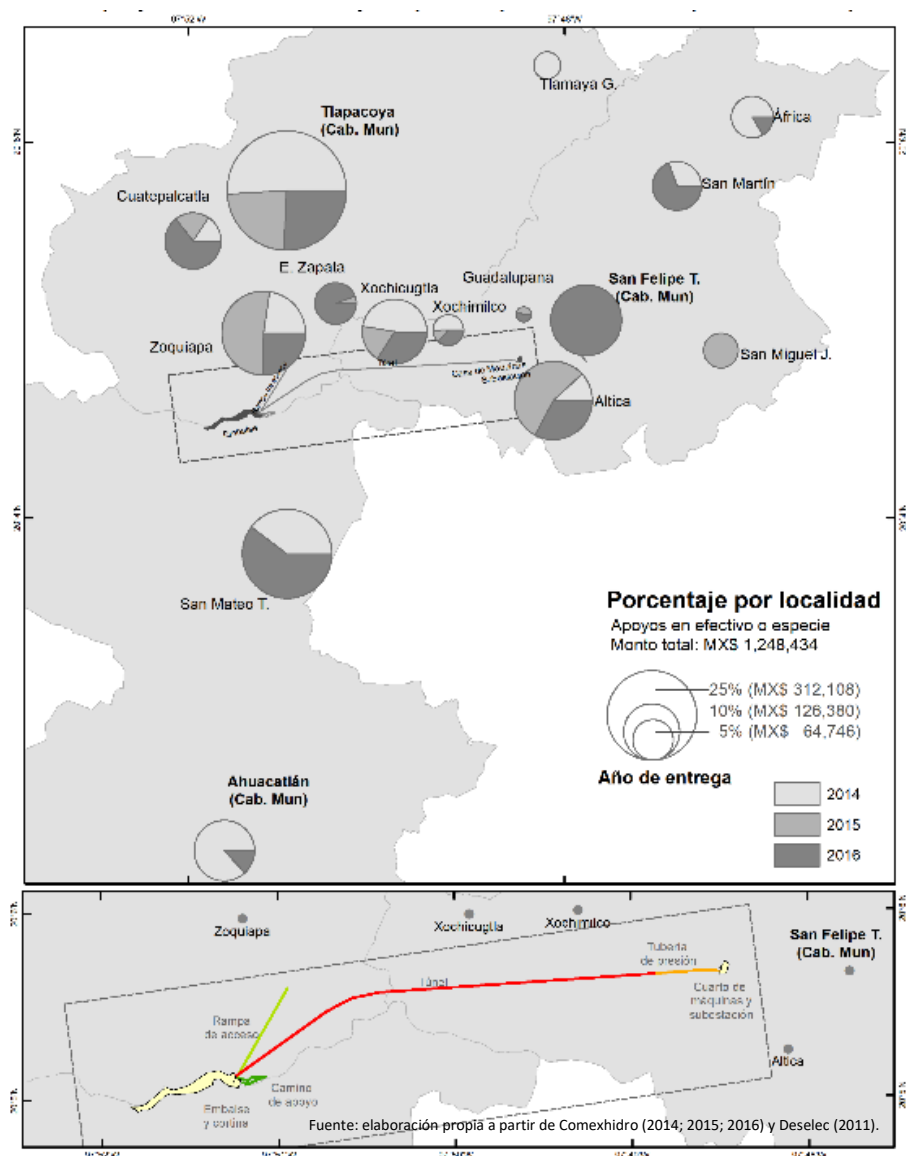 Tlamaya G.
África
Tlapacoya
(Cab. Mun)
San Martín
Cuatepalcatla
E. Zapala
Xochicugtla
Xochimilco
Guadalupana
San Felipe T.
(Cab. Mun)
Zoquiapa
San Miguel J.
Altica
San Mateo T.
Porcentaje por localidad
Apoyos en efectivo o especie
Monto total: MX$ 1,248,434
25% (MX$ 312,108)
10% (MX$ 126,380)
5% (MX$ 64,746)
Año de entrega
2014
2015
2016
Ahuacatlán
(Cab. Mun)
Zoquiapa
Xochicugtla
Xochimilco
San Felipe T.
(Cab. Mun)
Tubería
de presión
Túnel
Cuarto de
máquinas y
subestación
Rampa
de acceso
Altica
Camino
de apoyo
Embalse
y cortina
Fuente: elaboración propia a partir de Comexhidro (2014; 2015; 2016) y Deselec (2011).